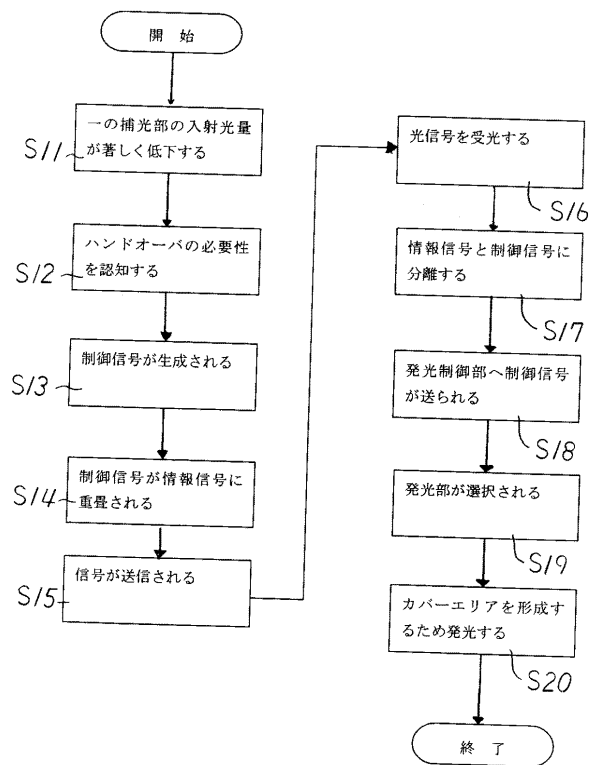 開 始
一の補光部の入射光量
が著しく低下する
S11
ハンドオーバの必要性
を認知する
S12
制御信号が生成される
S13
制御信号が情報信号に
重畳される
S14
信号が送信される
S15
光信号を受光する
S16
情報信号と制御信号に
分離する
S17
発光制御部へ制御信号
が送られる
S18
発光部が選択される
S19
カバーエリアを形成す
るため発光する
S20
終 了